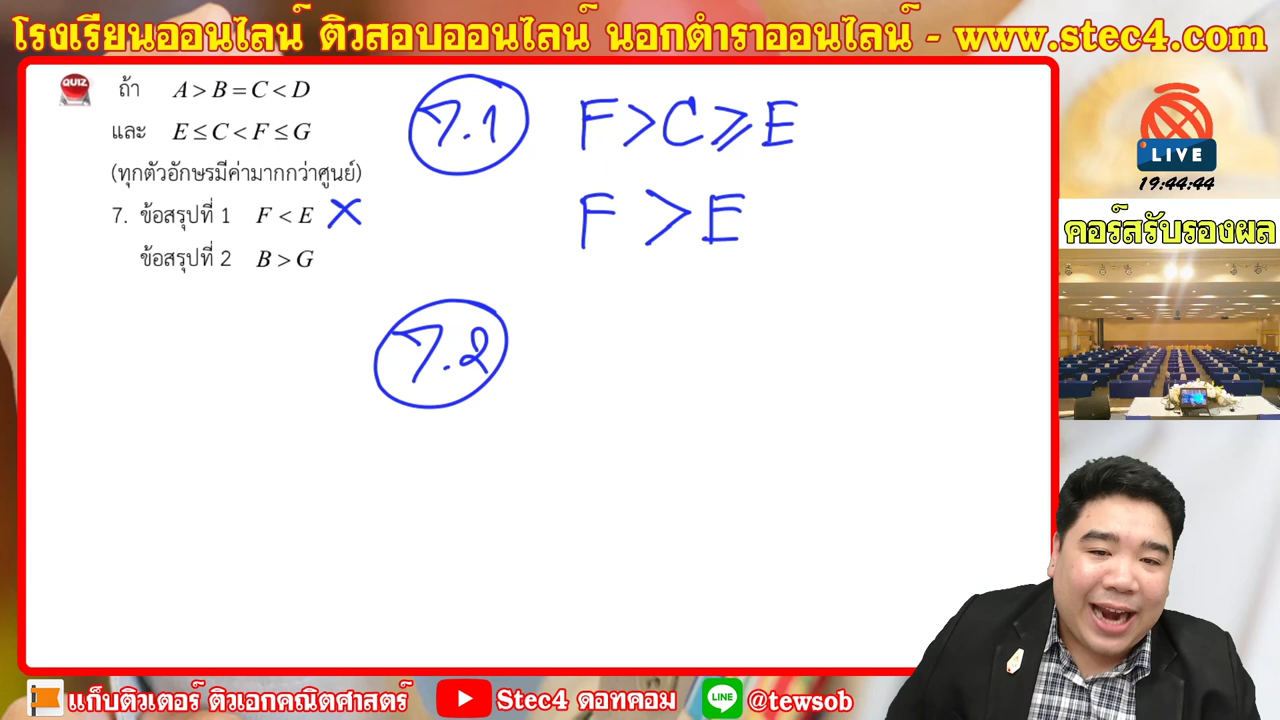 โรงเรียนออนไลน์ ติวสอบออนไลน์ นอกตำราออนไลน์ - www.stec4.com
QUIZ
ถ้า A > B = C < D
และ E ≤ C < F ≤ G
(ทุกตัวอักษรมีค่ามากกว่าศูนย์)
7. ข้อสรุปที่ 1 F < E ×
ข้อสรุปที่ 2 B > G
7.1 F > C ⩾ E
F > E
7.2
LIVE
19:44:44
คอร์สรับรองผล
แก็บติวเตอร์ ติวเอกคณิตศาสตร์
Stec4 ดอทคอม
LINE
@tewsob